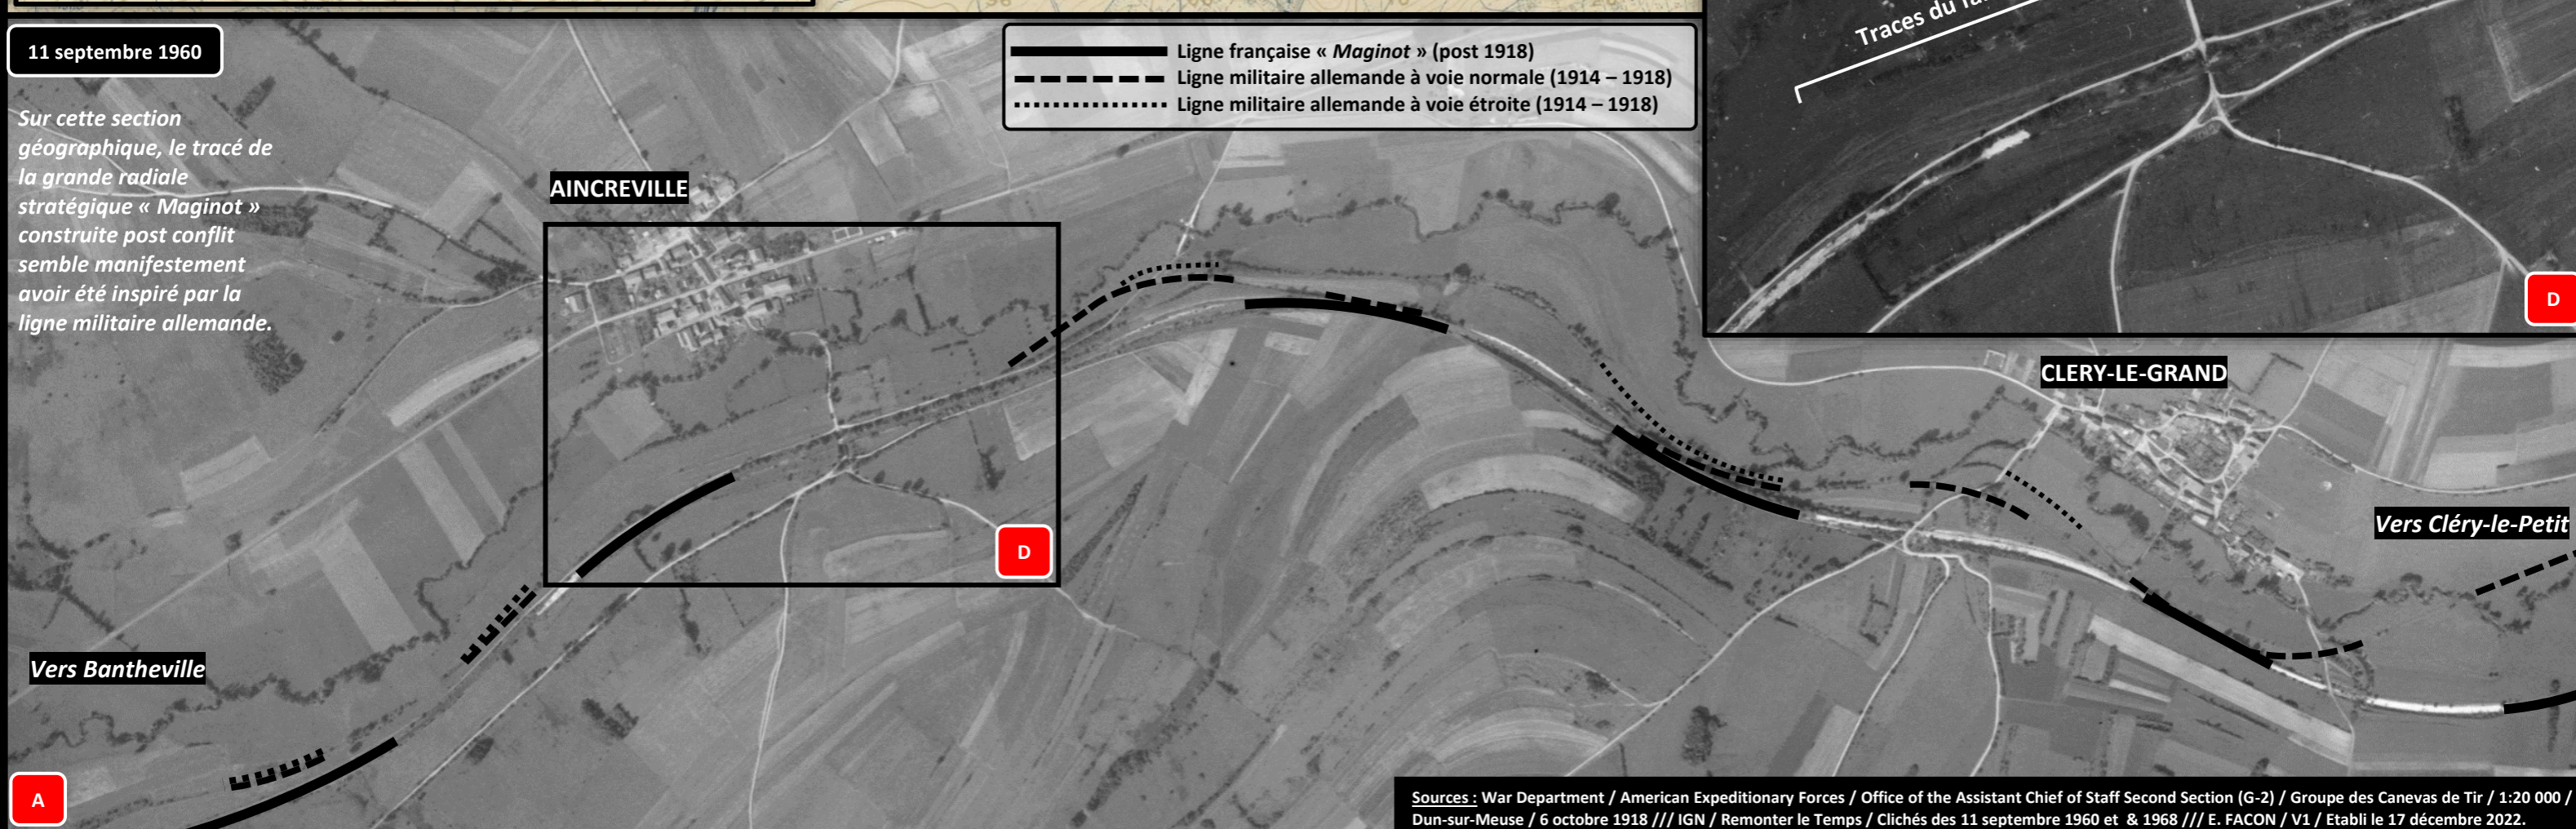 11 septembre 1960
Ligne française « Maginot » (post 1918)
Ligne militaire allemande à voie normale (1914 – 1918)
Ligne militaire allemande à voie étroite (1914 – 1918)
Traces du
Sur cette section
géographique, le tracé de
la grande radiale
stratégique « Maginot »
construite post conflit
semble manifestement
avoir été inspiré par la
ligne militaire allemande.
AINCREVILLE
D
CLERY-LE-GRAND
D
Vers Cléry-le-Petit
Vers Bantheville
A
Sources : War Department / American Expeditionary Forces / Office of the Assistant Chief of Staff Second Section (G-2) / Groupe des Canevas de Tir / 1:20 000 /
Dun-sur-Meuse / 6 octobre 1918 /// IGN / Remonter le Temps / Clichés des 11 septembre 1960 et & 1968 /// E. FACON / V1 / Etabli le 17 décembre 2022.